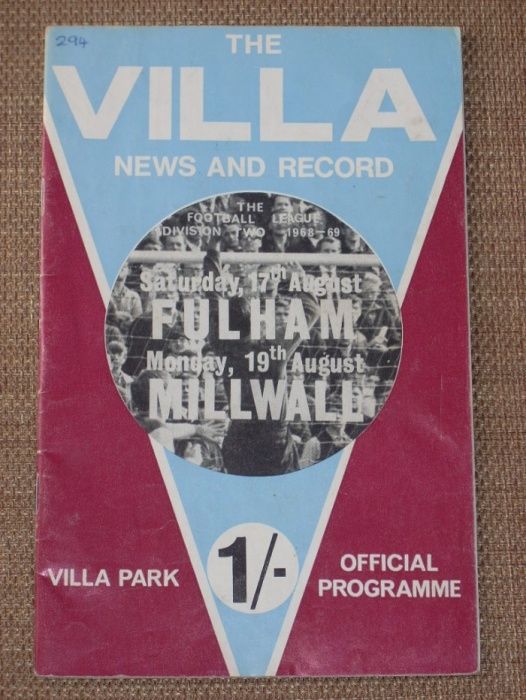 294
THE
VILLA
NEWS AND RECORD
THE
FOOTBALL LEAGUE
DIVISION TWO 1968-69
Saturday, 17th August
FULHAM
Monday, 19th August
MILLWALL
VILLA PARK
1/-
OFFICIAL
PROGRAMME